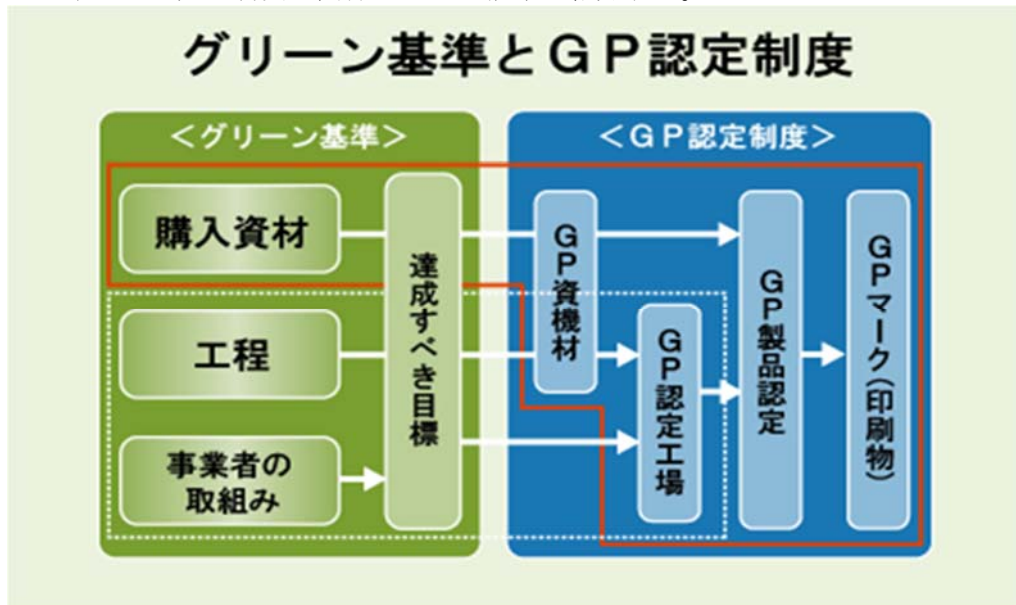 グリーン基準とＧＰ認定制度
＜グリーン基準＞
＜ＧＰ認定制度＞
購入資材
工程
事業者の
取組み
達成すべき目標
ＧＰ資機材
ＧＰ認定工場
ＧＰ製品認定
ＧＰマーク（印刷物）